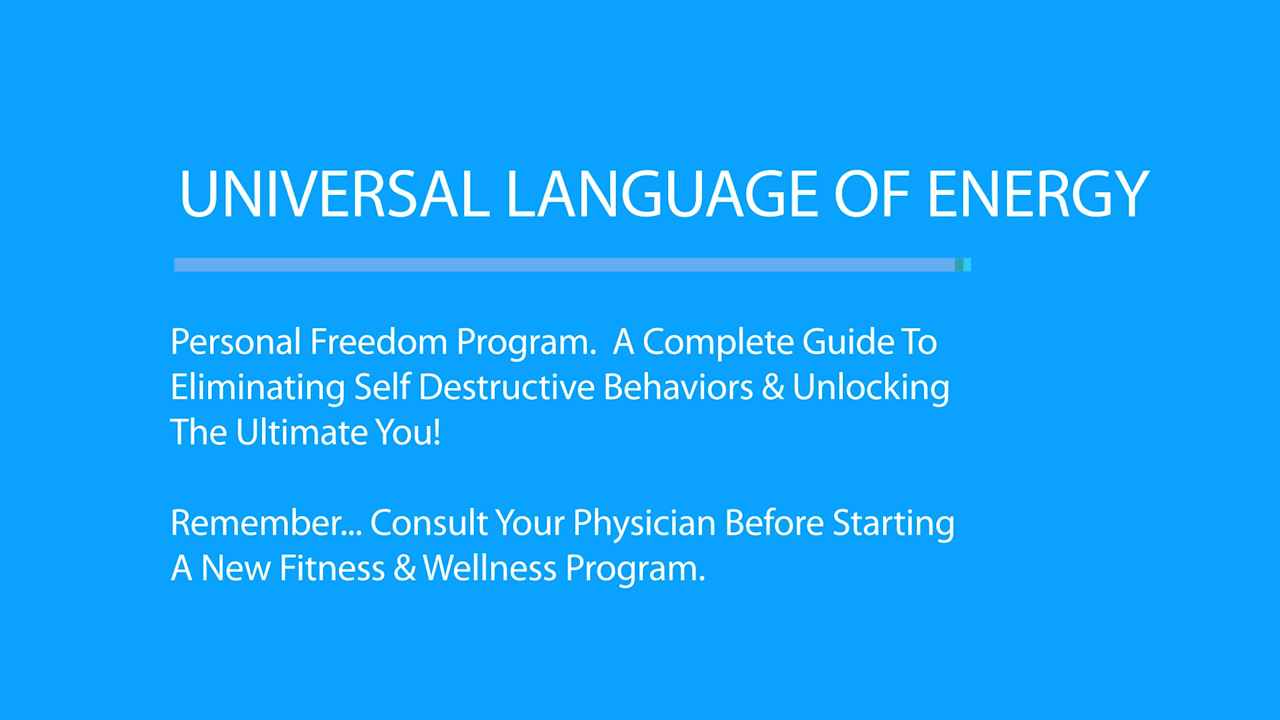 UNIVERSAL LANGUAGE OF ENERGY
Personal Freedom Program.  A Complete Guide To
Eliminating Self Destructive Behaviors & Unlocking
The Ultimate You!
Remember... Consult Your Physician Before Starting
A New Fitness & Wellness Program.